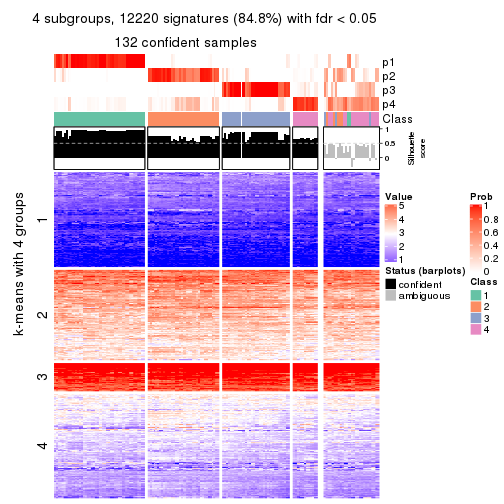 4 subgroups, 12220 signatures (84.8%) with fdr < 0.05
132 confident samples
p1
p2
p3
p4
Class
1
0.5
0
Silhouette
score
k-means with 4 groups
1
2
3
4
Value
5
4
3
2
1
Status (barplots)
confident
ambiguous
Prob
1
0.8
0.6
0.4
0.2
0
Class
1
2
3
4